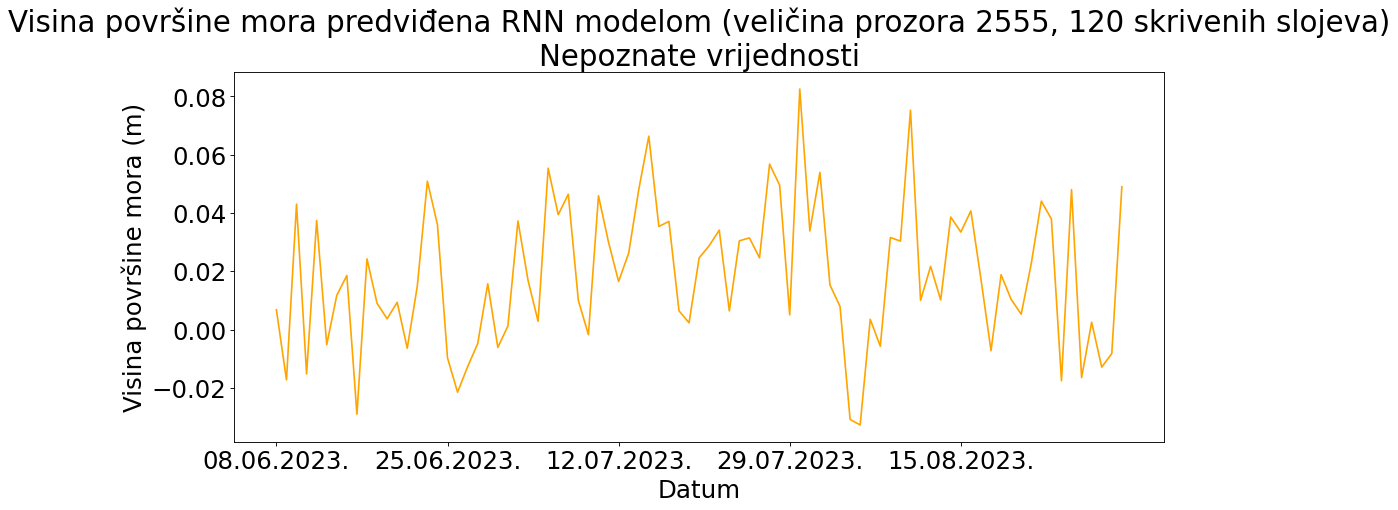 Visina površine mora predviđena RNN modelom (veličina prozora 2555, 120 skrivenih slojeva)
Nepoznate vrijednosti
Visina površine mora (m)
0.08
0.06
0.04
0.02
0.00
−0.02
08.06.2023. 25.06.2023. 12.07.2023. 29.07.2023. 15.08.2023.
Datum